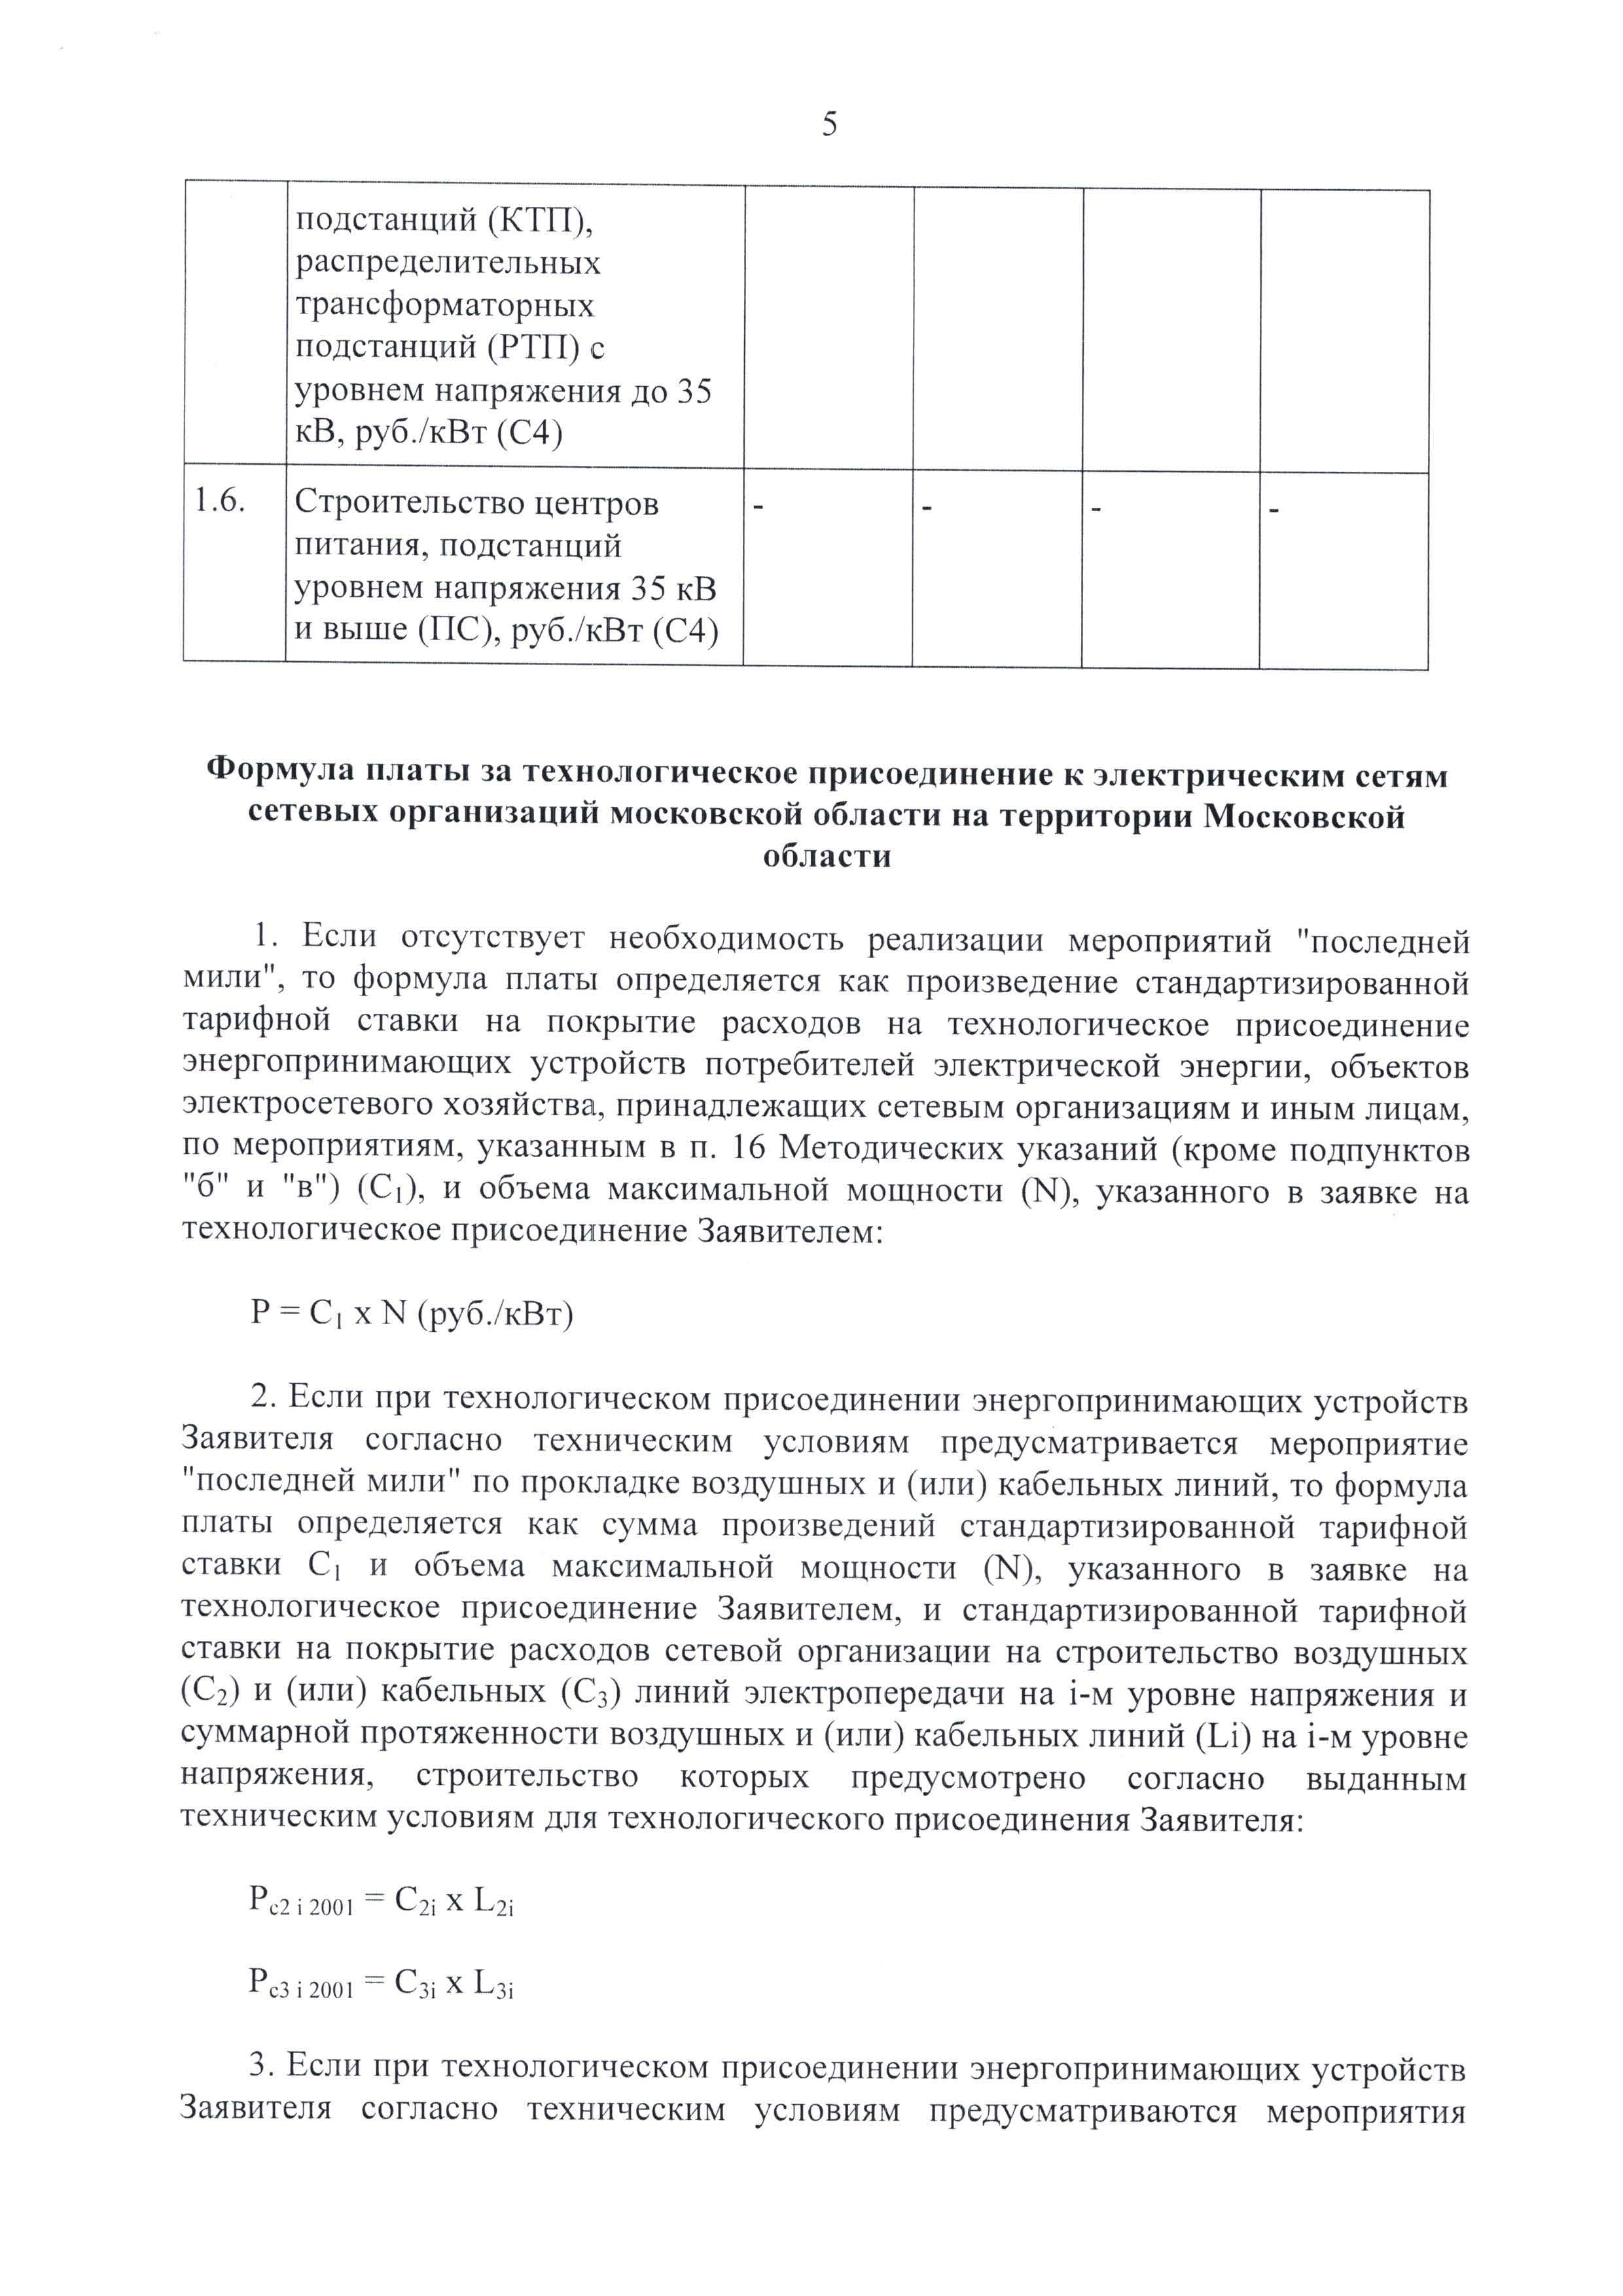 5
подстанций (КТП),
распределительных
трансформаторных
подстанций (РТП) с
уровнем напряжения до 35
кВ, руб./кВт (С4)
1.6.
Строительство центров
питания, подстанций
уровнем напряжения 35 кВ
и выше (ПС), руб./кВт (С4)
- - - -
Формула платы за технологическое присоединение к электрическим сетям
сетевых организаций московской области на территории Московской
области
1. Если отсутствует необходимость реализации мероприятий "последней
мили", то формула платы определяется как произведение стандартизированной
тарифной ставки на покрытие расходов на технологическое присоединение
энергопринимающих устройств потребителей электрической энергии, объектов
электросетевого хозяйства, принадлежащих сетевым организациям и иным лицам,
по мероприятиям, указанным в п. 16 Методических указаний (кроме подпунктов
"б" и "в") (С₁), и объема максимальной мощности (N), указанного в заявке на
технологическое присоединение Заявителем:
P = C₁ x N (руб./кВт)
2. Если при технологическом присоединении энергопринимающих устройств
Заявителя согласно техническим условиям предусматривается мероприятие
"последней мили" по прокладке воздушных и (или) кабельных линий, то формула
платы определяется как сумма произведений стандартизированной тарифной
ставки С₁ и объема максимальной мощности (N), указанного в заявке на
технологическое присоединение Заявителем, и стандартизированной тарифной
ставки на покрытие расходов сетевой организации на строительство воздушных
(С₂) и (или) кабельных (С₃) линий электропередачи на i-м уровне напряжения и
суммарной протяженности воздушных и (или) кабельных линий (Li) на i-м уровне
напряжения, строительство которых предусмотрено согласно выданным
техническим условиям для технологического присоединения Заявителя:
Pc2 i 2001 = C2i x L2i
Pc3 i 2001 = C3i x L3i
3. Если при технологическом присоединении энергопринимающих устройств
Заявителя согласно техническим условиям предусматриваются мероприятия